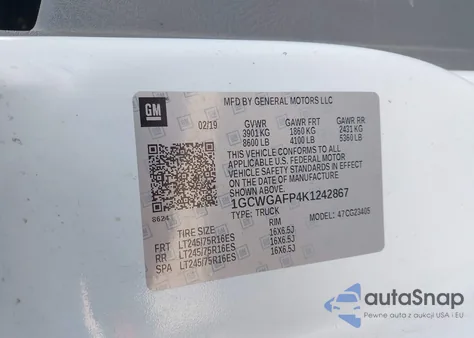 GM
MFD BY GENERAL MOTORS LLC
02/19
GVWR GAWR FRT GAWR RR
3901 KG 1860 KG 2431 KG
8600 LB 4100 LB 5360 LB
THIS VEHICLE CONFORMS TO ALL
APPLICABLE U.S. FEDERAL MOTOR
VEHICLE SAFETY STANDARDS IN
EFFECT ON THE DATE OF MANUFACTURE
SHOWN ABOVE.
1GCWGAFP4K1242867
TYPE: TRUCK MODEL: 47CG23405
8624
TIRE SIZE RIM
FRT LT245/75R16ES 16X6.5J
RR LT245/75R16ES 16X6.5J
SPA LT245/75R16ES 16X6.5J
autoSnap
Pewne auta z aukcji USA i EU